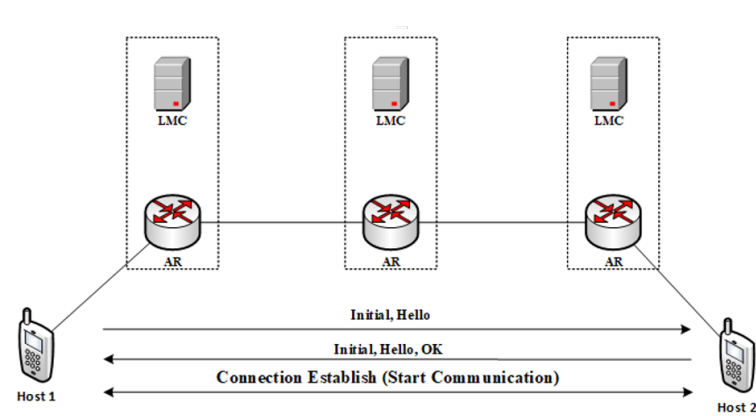 LMC
LMC
LMC
AR
AR
AR
Initial, Hello
Initial, Hello, OK
Connection Establish (Start Communication)
Host 1
Host 2